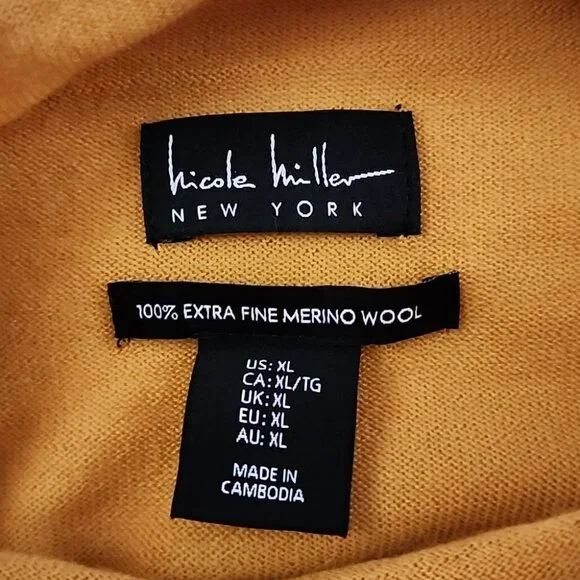 nicole miller
NEW YORK
100% EXTRA FINE MERINO WOOL
US: XL
CA: XL/TG
UK: XL
EU: XL
AU: XL
MADE IN
CAMBODIA